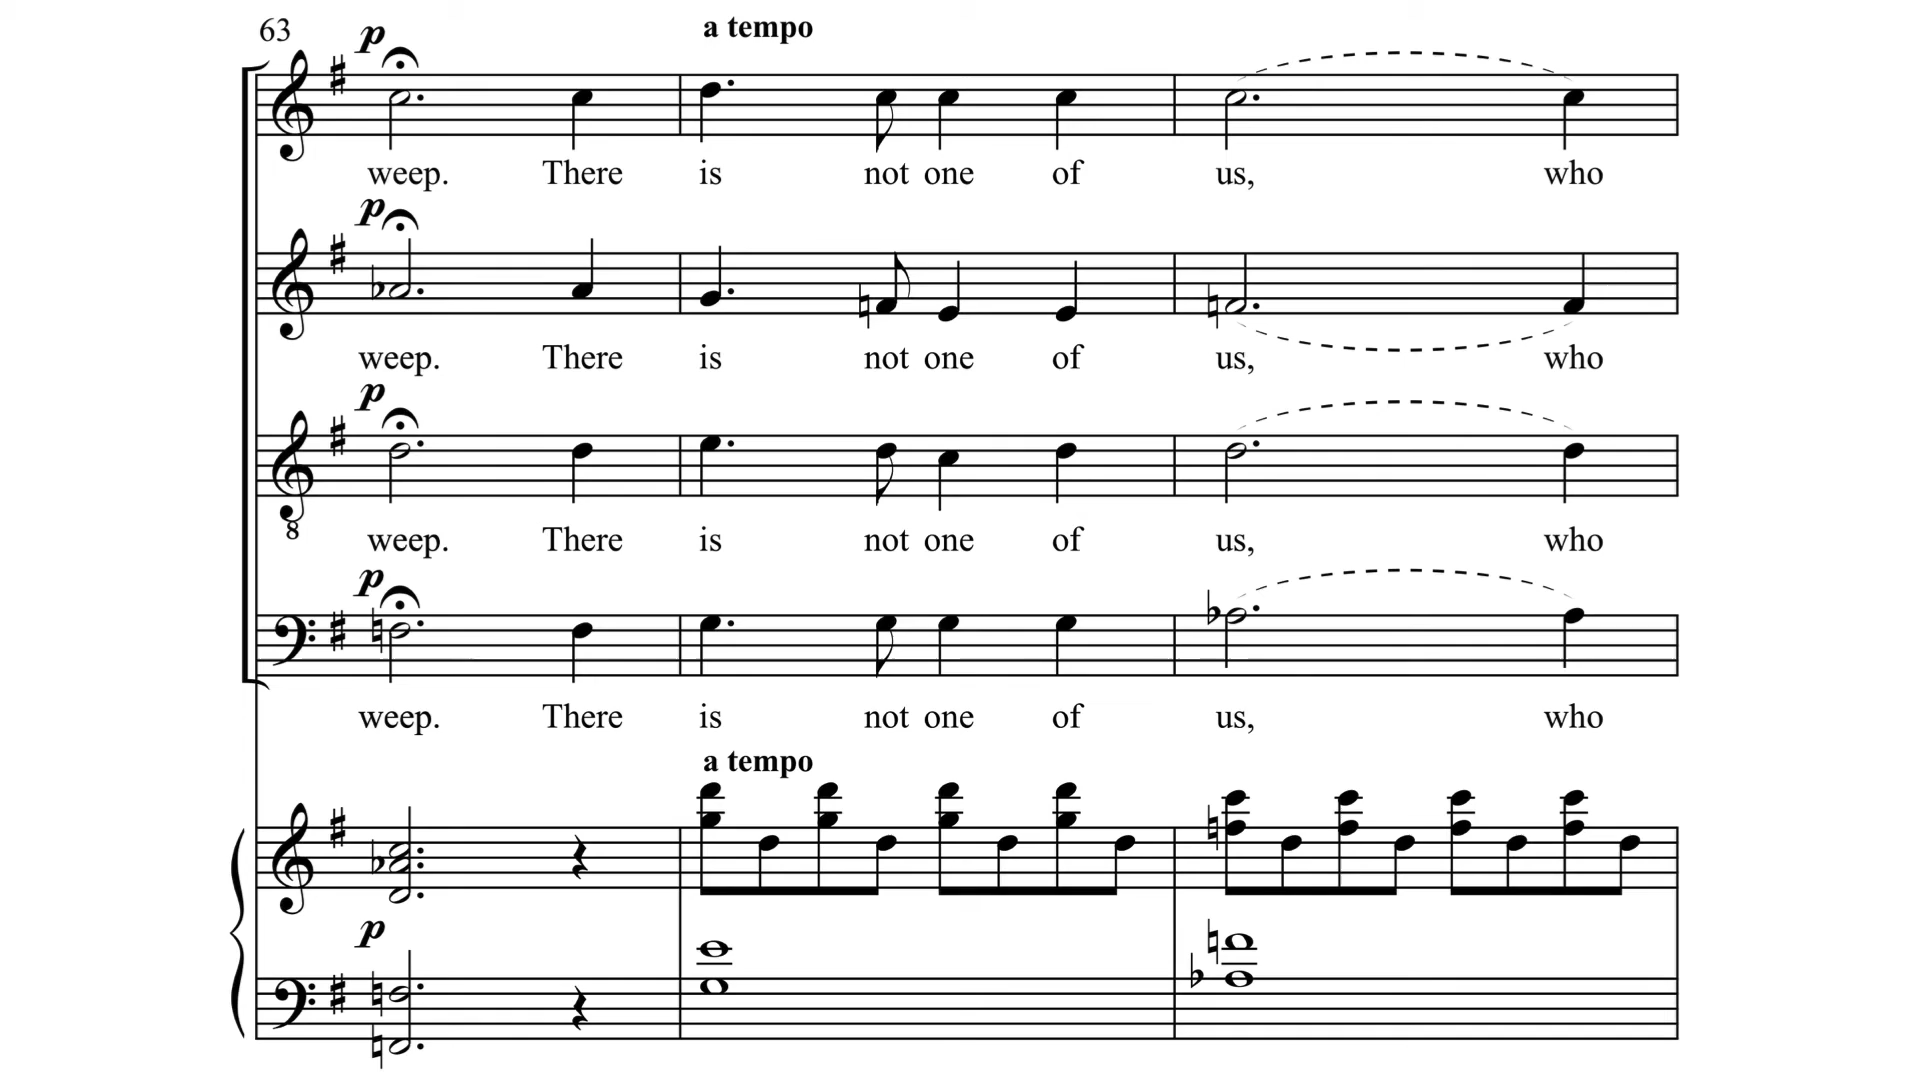 63
p
a tempo
weep. There is not one of us, who
p
weep. There is not one of us, who
p
8
weep. There is not one of us, who
p
weep. There is not one of us, who
a tempo
p